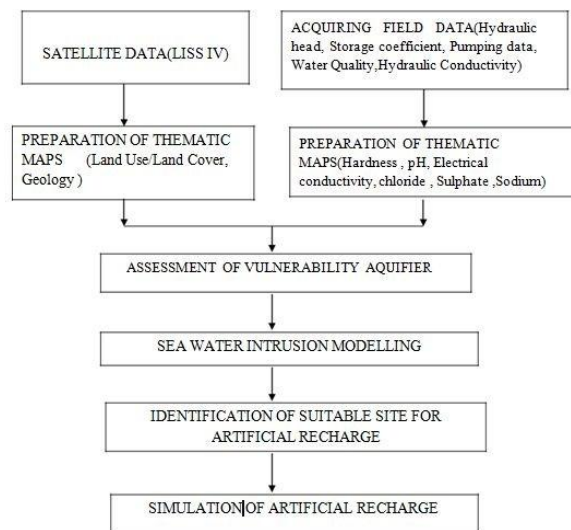 SATELLITE DATA(LISS IV)
ACQUIRING FIELD DATA(Hydraulic
head, Storage coefficient, Pumping data,
Water Quality,Hydraulic Conductivity)
PREPARATION OF THEMATIC
MAPS (Land Use/Land Cover,
Geology )
PREPARATION OF THEMATIC
MAPS(Hardness , pH, Electrical
conductivity, chloride , Sulphate ,Sodium)
ASSESSMENT OF VULNERABILITY AQUIFIER
SEA WATER INTRUSION MODELLING
IDENTIFICATION OF SUITABLE SITE FOR
ARTIFICIAL RECHARGE
SIMULATION OF ARTIFICIAL RECHARGE